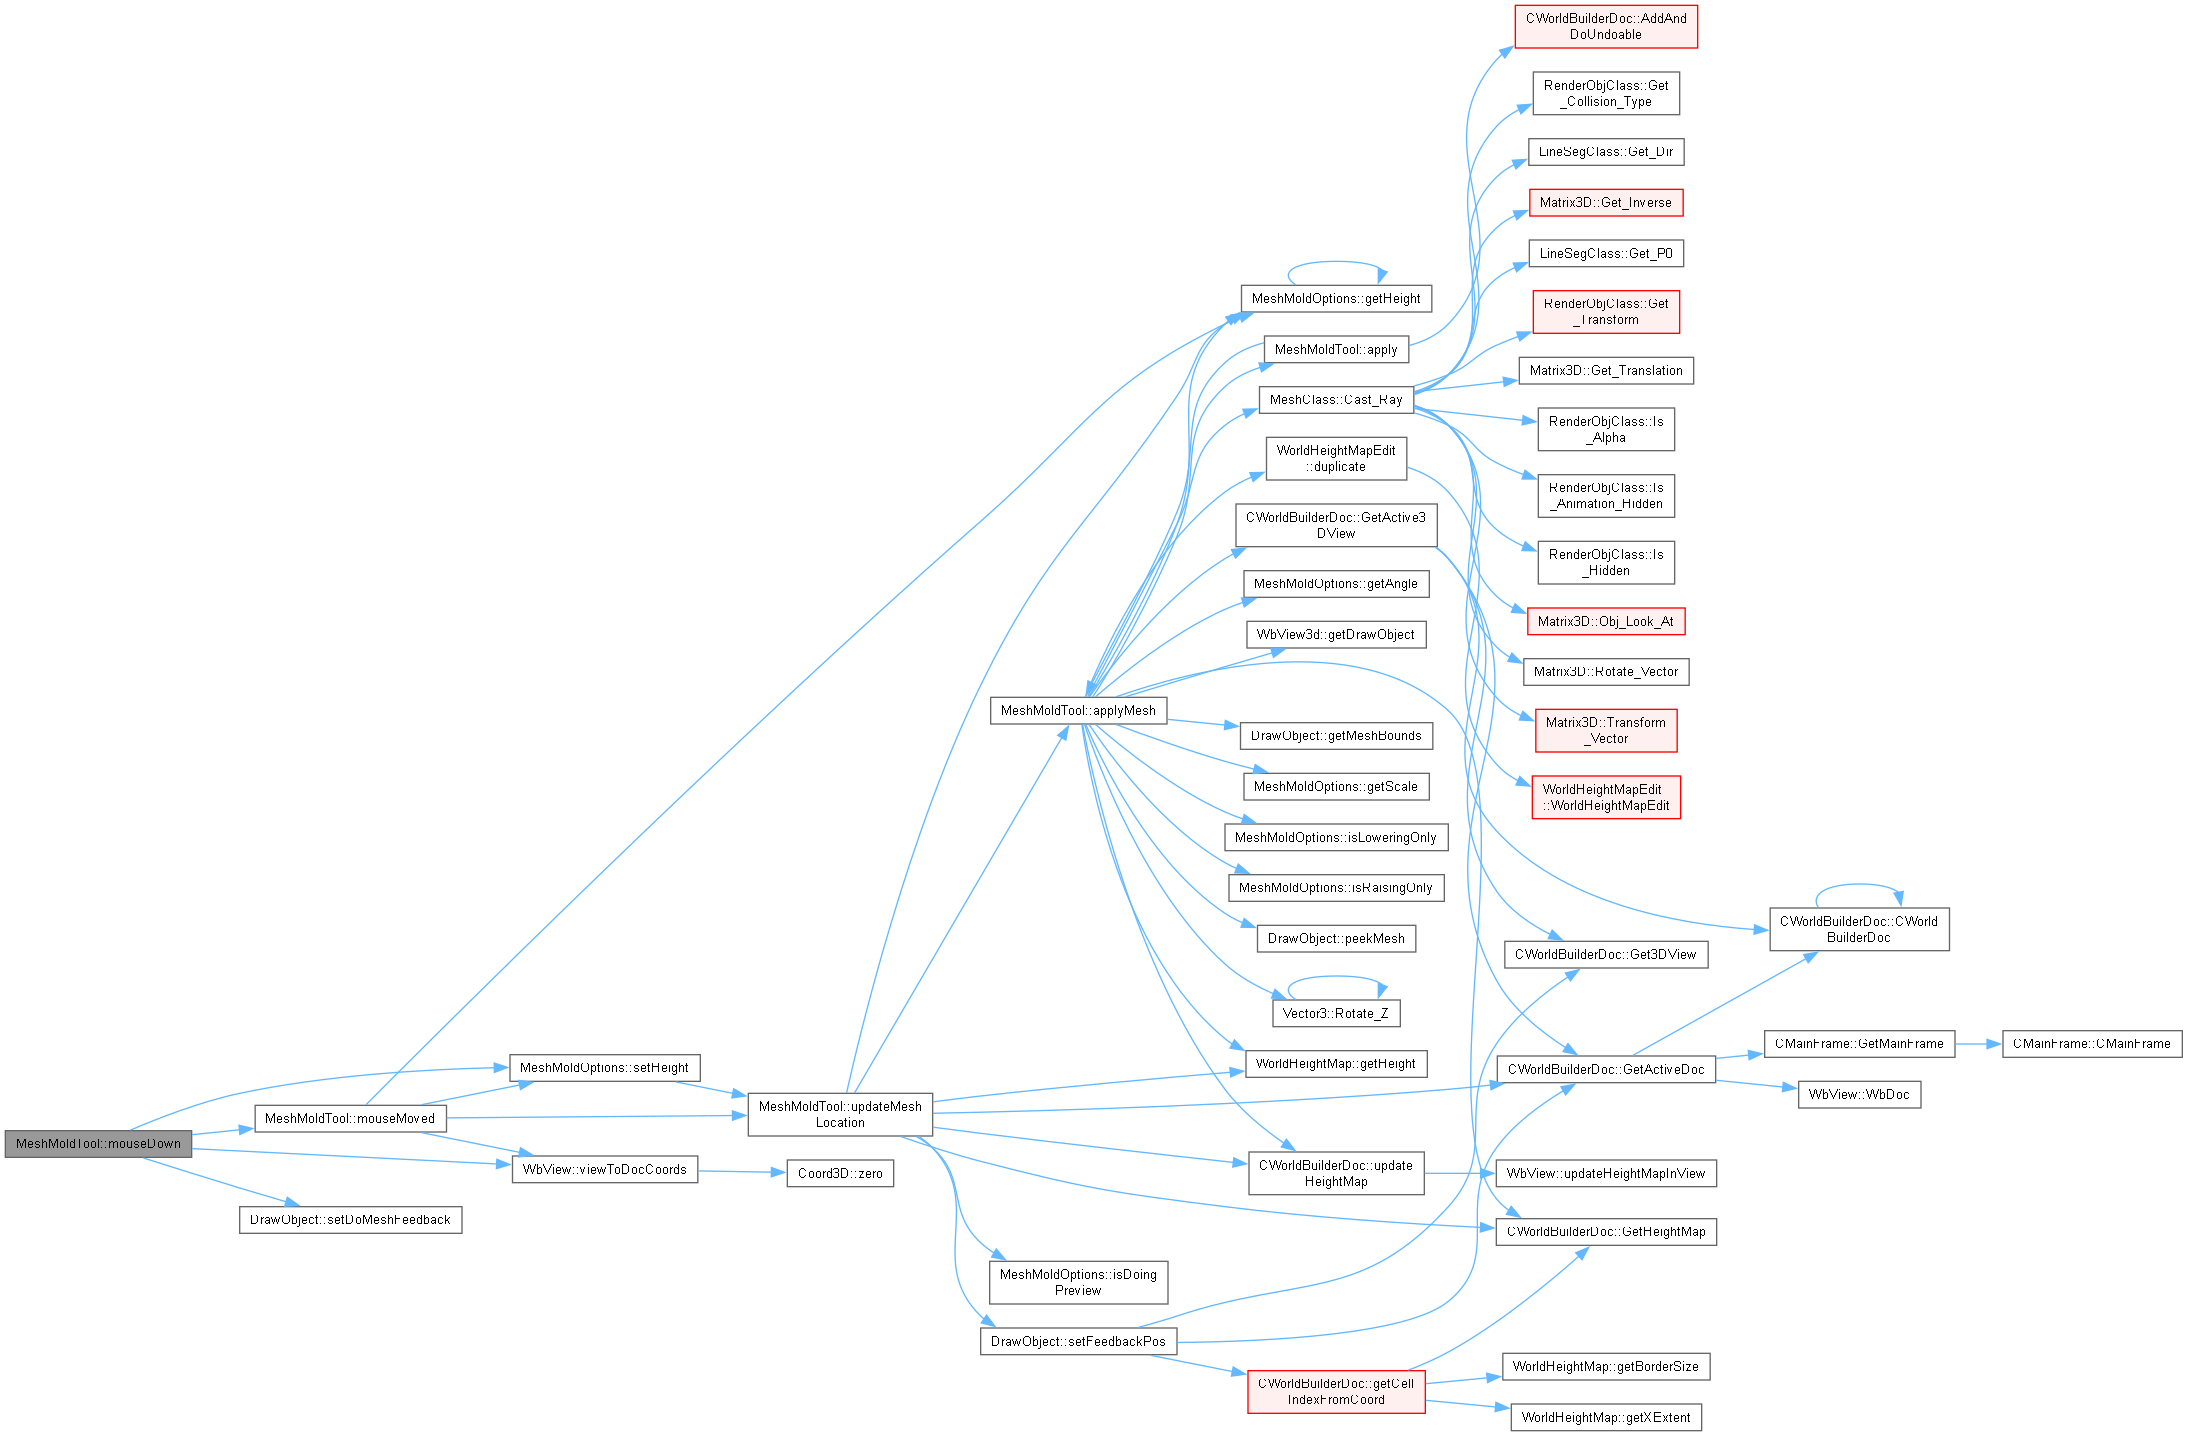 MeshMoldTool::mouseDown
MeshMoldTool::mouseMoved
DrawObject::setDoMeshFeedback
MeshMoldOptions::setHeight
WbView::viewToDocCoords
MeshMoldTool::updateMesh
Location
Coord3D::zero
MeshMoldTool::applyMesh
MeshMoldOptions::isDoing
Preview
DrawObject::setFeedbackPos
MeshMoldOptions::getHeight
MeshMoldTool::apply
MeshClass::Cast_Ray
WorldHeightMapEdit
::duplicate
CWorldBuilderDoc::GetActive3
DView
MeshMoldOptions::getAngle
WbView3d::getDrawObject
DrawObject::getMeshBounds
MeshMoldOptions::getScale
MeshMoldOptions::isLoweringOnly
MeshMoldOptions::isRaisingOnly
DrawObject::peekMesh
Vector3::Rotate_Z
WorldHeightMap::getHeight
CWorldBuilderDoc::update
HeightMap
CWorldBuilderDoc::getCell
IndexFromCoord
CWorldBuilderDoc::AddAnd
DoUndoable
RenderObjClass::Get
_Collision_Type
LineSegClass::Get_Dir
Matrix3D::Get_Inverse
LineSegClass::Get_P0
RenderObjClass::Get
_Transform
Matrix3D::Get_Translation
RenderObjClass::Is
_Alpha
RenderObjClass::Is
_Animation_Hidden
RenderObjClass::Is
_Hidden
Matrix3D::Obj_Look_At
Matrix3D::Rotate_Vector
Matrix3D::Transform
_Vector
WorldHeightMapEdit
::WorldHeightMapEdit
CWorldBuilderDoc::Get3DView
CWorldBuilderDoc::GetActiveDoc
WbView::updateHeightMapInView
CWorldBuilderDoc::GetHeightMap
WorldHeightMap::getBorderSize
WorldHeightMap::getXExtent
CWorldBuilderDoc::CWorld
BuilderDoc
CMainFrame::GetMainFrame
WbView::WbDoc
CMainFrame::CMainFrame